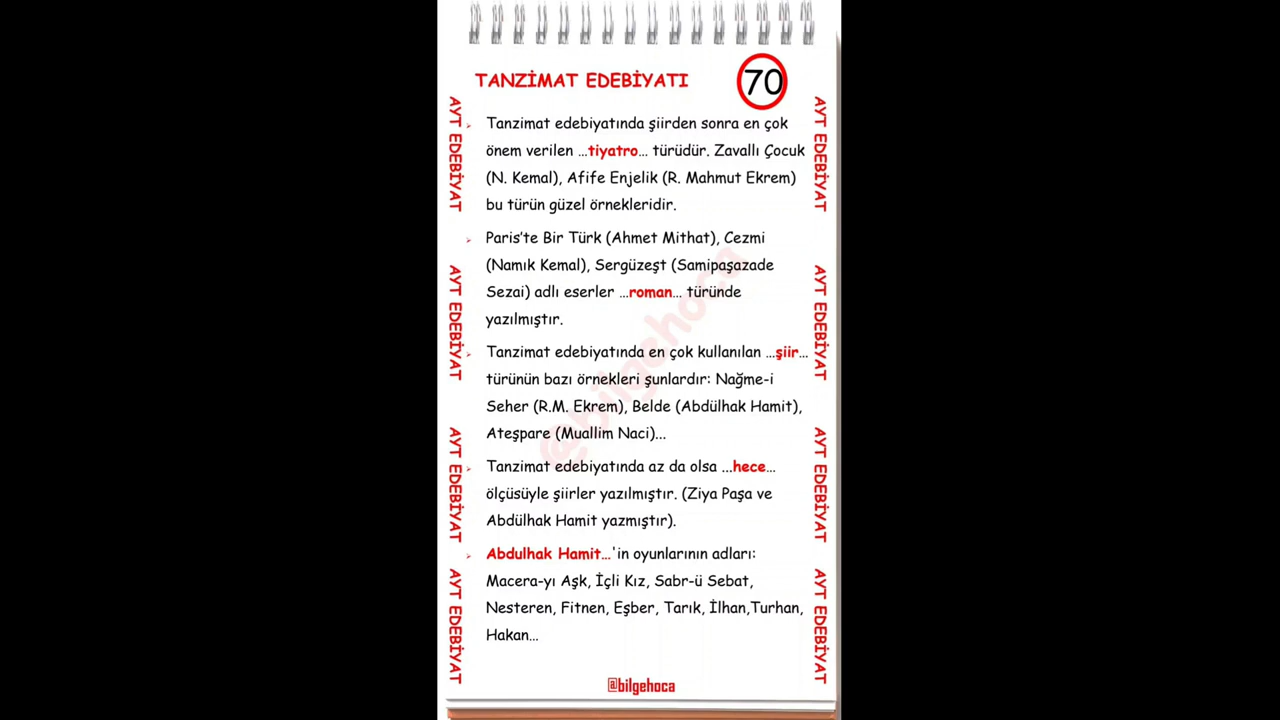 TANZİMAT EDEBİYATI
70
Tanzimat edebiyatında şiirden sonra en çok
önem verilen …tiyatro… türüdür. Zavallı Çocuk
(N. Kemal), Afife Enjelik (R. Mahmut Ekrem)
bu türün güzel örnekleridir.
Paris’te Bir Türk (Ahmet Mithat), Cezmi
(Namık Kemal), Sergüzeşt (Samipaşazade
Sezai) adlı eserler …roman… türünde
yazılmıştır.
Tanzimat edebiyatında en çok kullanılan …şiir…
türünün bazı örnekleri şunlardır: Nağme-i
Seher (R.M. Ekrem), Belde (Abdülhak Hamit),
Ateşpare (Muallim Naci)...
Tanzimat edebiyatında az da olsa ...hece…
ölçüsüyle şiirler yazılmıştır. (Ziya Paşa ve
Abdülhak Hamit yazmıştır).
Abdulhak Hamit…'in oyunlarının adları:
Macera-yı Aşk, İçli Kız, Sabr-ü Sebat,
Nesteren, Fitnen, Eşber, Tarık, İlhan,Turhan,
Hakan…
@bilgehoca
@bilgehoca
AYT EDEBİYAT
AYT EDEBİYAT
AYT EDEBİYAT
AYT EDEBİYAT
AYT EDEBİYAT
AYT EDEBİYAT
AYT EDEBİYAT
AYT EDEBİYAT